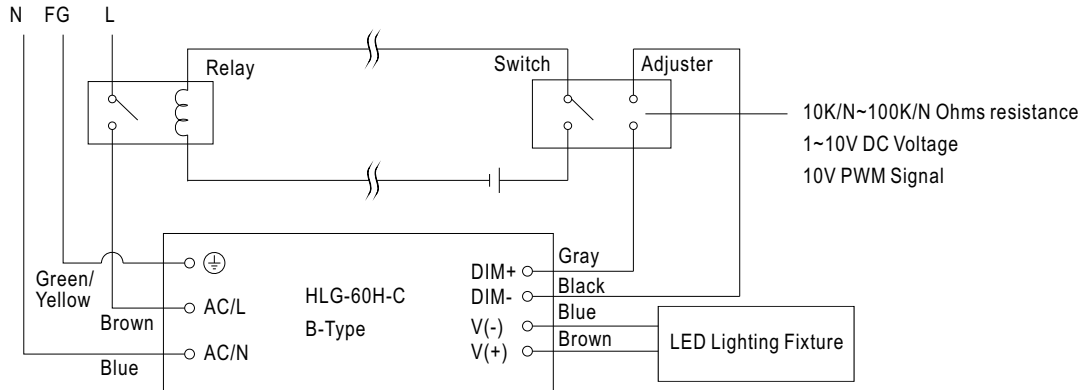 N FG L
Relay
Switch
Adjuster
10K/N~100K/N Ohms resistance
1~10V DC Voltage
10V PWM Signal
Green/
Yellow
Brown
Blue
AC/L
AC/N
HLG-60H-C
B-Type
DIM+
DIM-
V(-)
V(+)
Gray
Black
Blue
Brown
LED Lighting Fixture